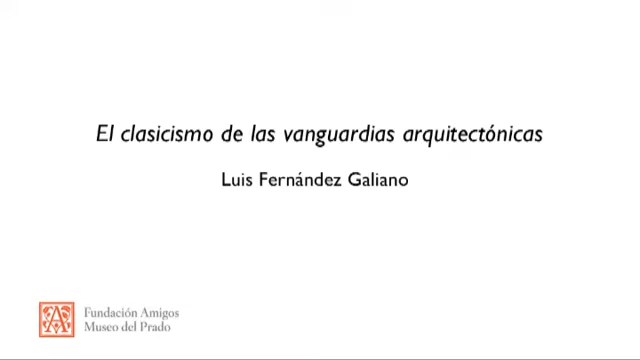 El clasicismo de las vanguardias arquitectónicas
Luis Fernández Galiano
A
Fundación Amigos
Museo del Prado